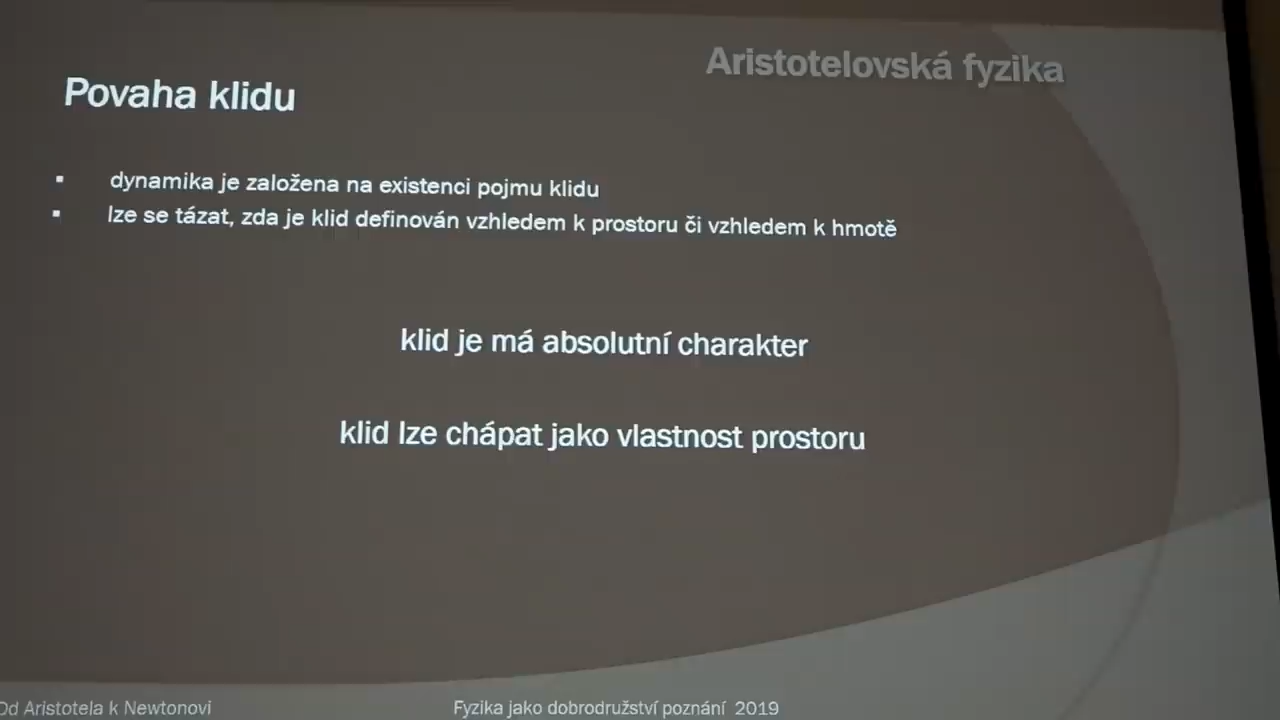 Aristotelovská fyzika
Povaha klidu
▪ dynamika je založena na existenci pojmu klidu
▪ lze se tázat, zda je klid definován vzhledem k prostoru či vzhledem k hmotě
klid je má absolutní charakter
klid lze chápat jako vlastnost prostoru
Od Aristotela k Newtonovi
Fyzika jako dobrodružství poznání 2019